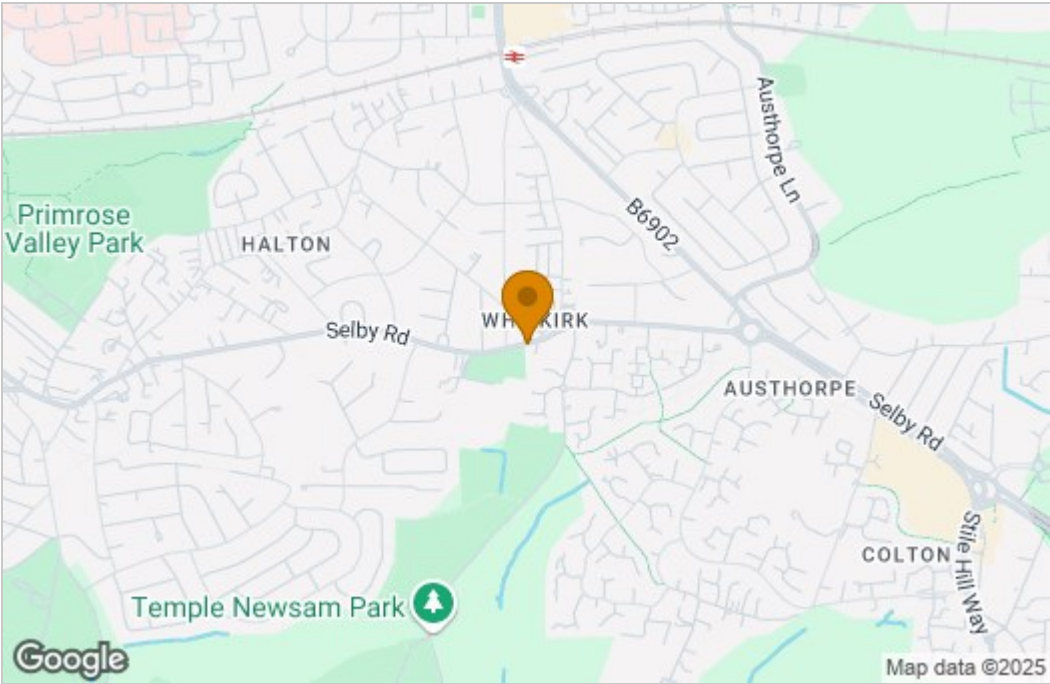 Austhorpe Ln
B6902
Primrose
Valley Park
HALTON
Selby Rd
AUSTHORPE
Selby Rd
COLTON
Stile Hill Way
Temple Newsam Park
Google
Map data ©2025